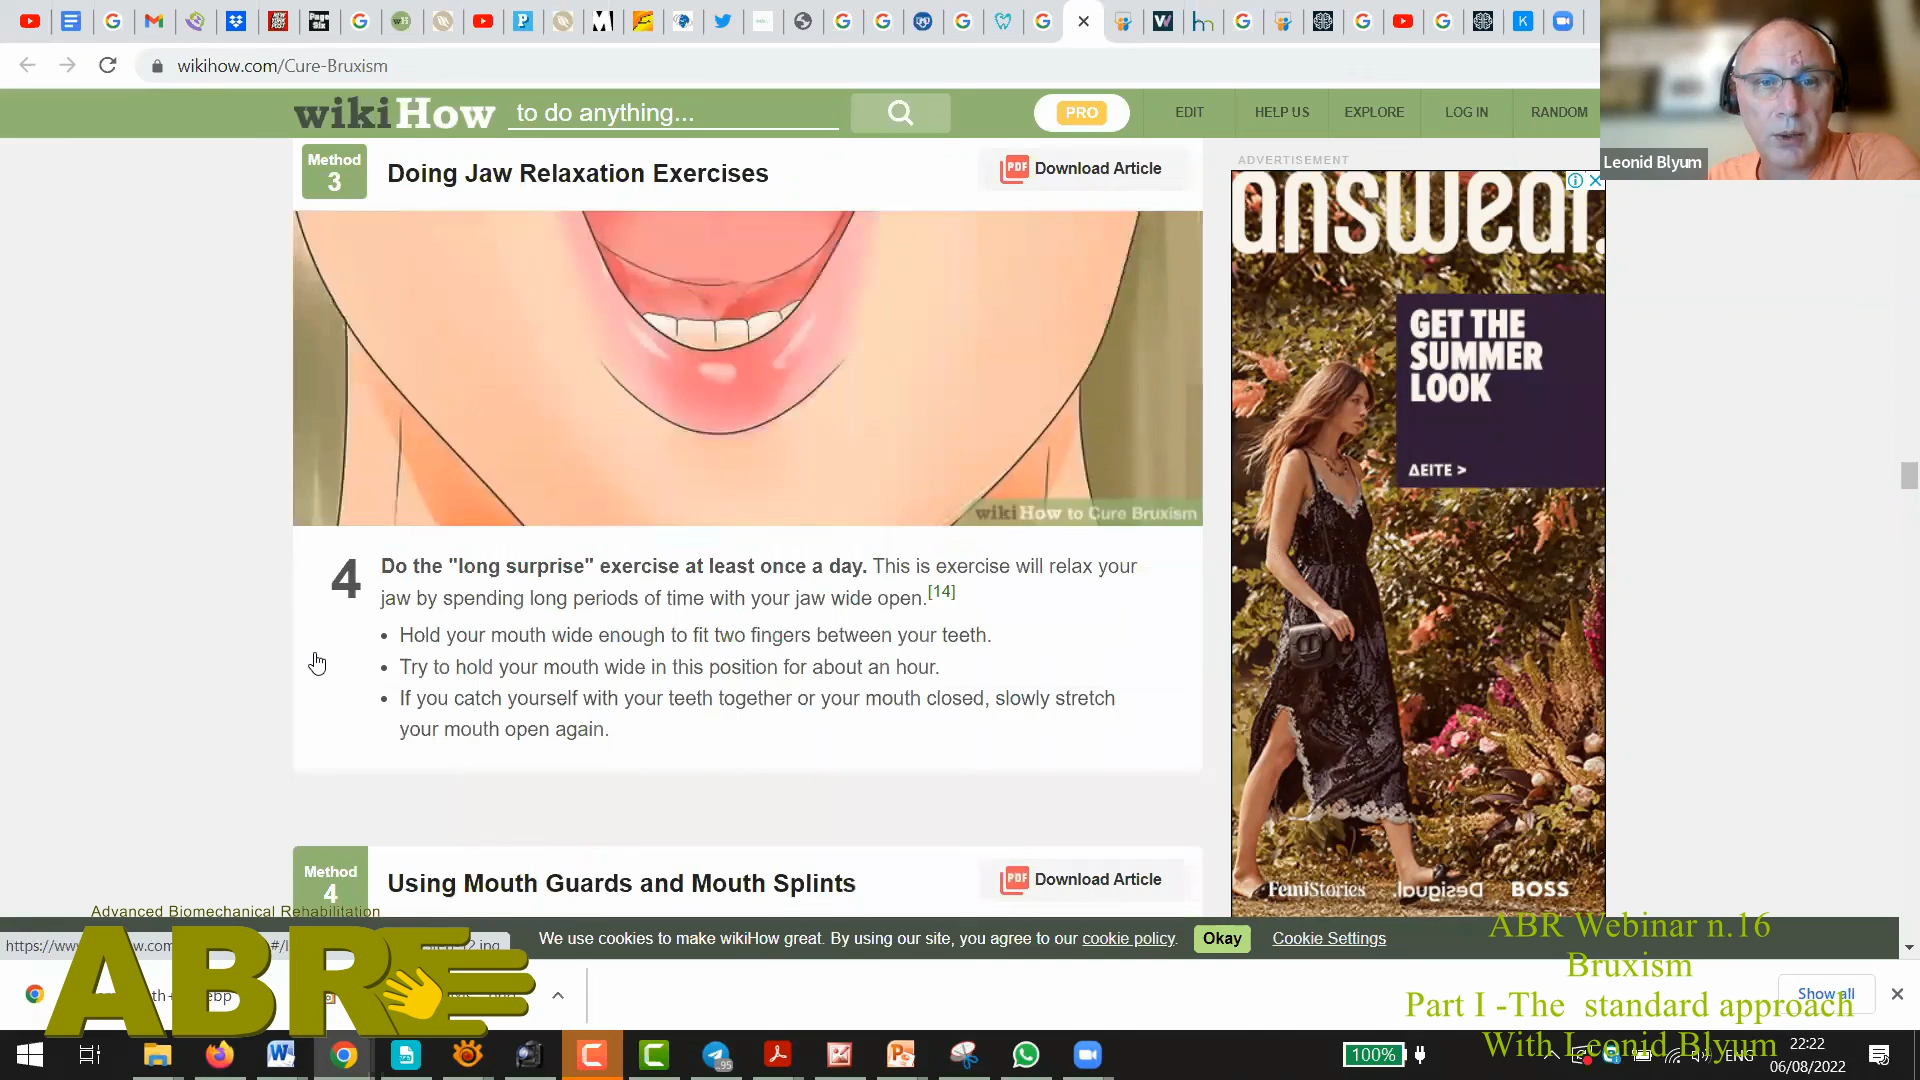 wikihow.com/Cure-Bruxism
wikiHow to do anything...
PRO
EDIT
HELP US
EXPLORE
LOG IN
RANDOM
Leonid Blyum
Method
3
Doing Jaw Relaxation Exercises
PDF Download Article
ADVERTISEMENT
answear.
GET THE
SUMMER
LOOK
ΔΕΙΤΕ >
wikiHow to Cure Bruxism
4
Do the "long surprise" exercise at least once a day. This is exercise will relax your
jaw by spending long periods of time with your jaw wide open.[14]
• Hold your mouth wide enough to fit two fingers between your teeth.
• Try to hold your mouth wide in this position for about an hour.
• If you catch yourself with your teeth together or your mouth closed, slowly stretch
your mouth open again.
Method
4
Using Mouth Guards and Mouth Splints
PDF Download Article
FemiStories
Desigual.
BOSS
Advanced Biomechanical Rehabilitation
ABR
We use cookies to make wikiHow great. By using our site, you agree to our cookie policy.
Okay
Cookie Settings
ABR Webinar n.16
Bruxism
Part I -The standard approach
With Leonid Blyum
Show all
100%
ENG
22:22
06/08/2022